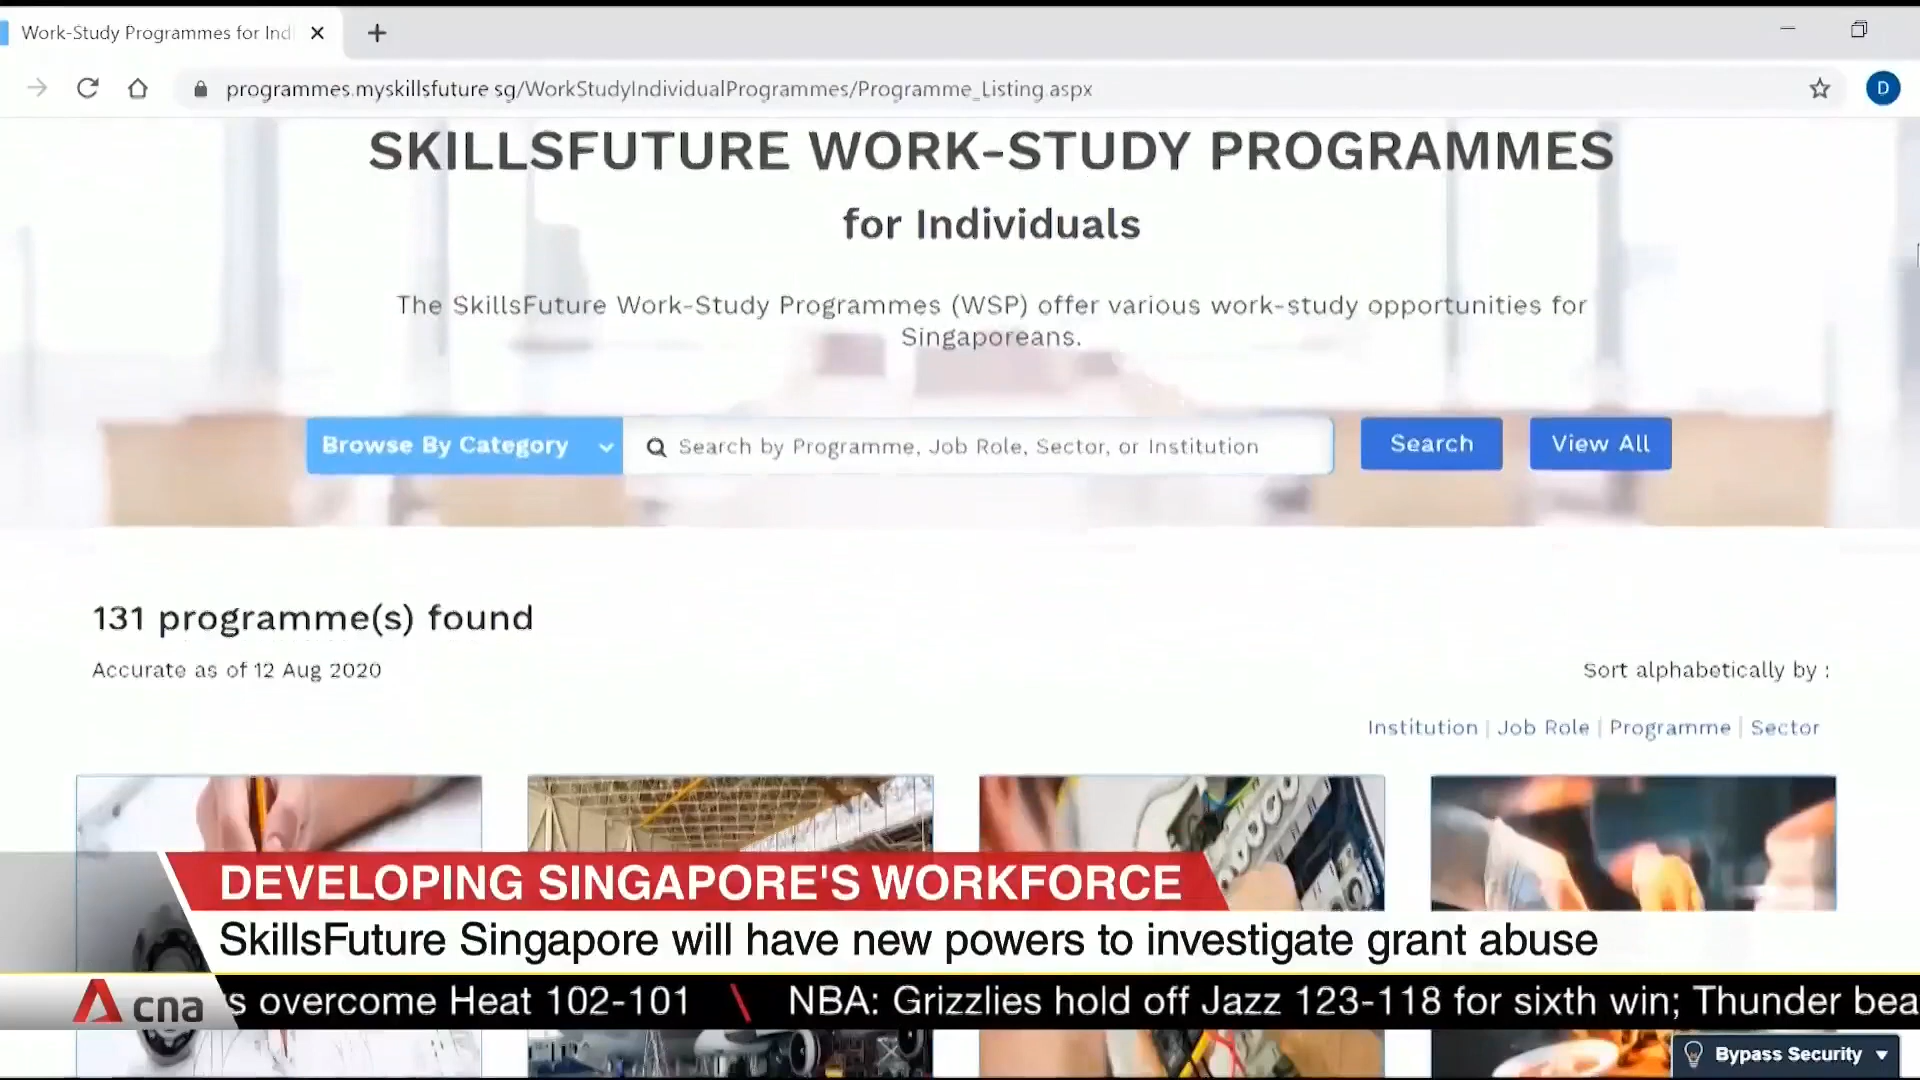 Work-Study Programmes for Ind
programmes.myskillsfuture sg/WorkStudyIndividualProgrammes/Programme_Listing.aspx
D
SKILLSFUTURE WORK-STUDY PROGRAMMES
for Individuals
The SkillsFuture Work-Study Programmes (WSP) offer various work-study opportunities for
Singaporeans.
Browse By Category
Search by Programme, Job Role, Sector, or Institution
Search
View All
131 programme(s) found
Accurate as of 12 Aug 2020
Sort alphabetically by :
Institution | Job Role | Programme | Sector
DEVELOPING SINGAPORE'S WORKFORCE
SkillsFuture Singapore will have new powers to investigate grant abuse
cna
s overcome Heat 102-101 \ NBA: Grizzlies hold off Jazz 123-118 for sixth win; Thunder bea
Bypass Security